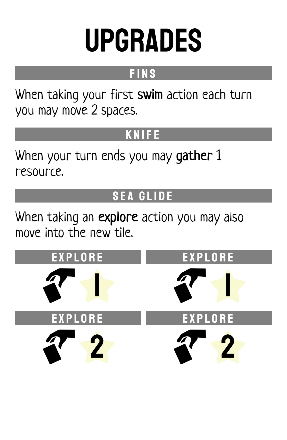 UPGRADES
FINS
When taking your first swim action each turn
you may move 2 spaces.
KNIFE
When your turn ends you may gather 1
resource.
SEA GLIDE
When taking an explore action you may also
move into the new tile.
EXPLORE EXPLORE
1 1
EXPLORE EXPLORE
2 2